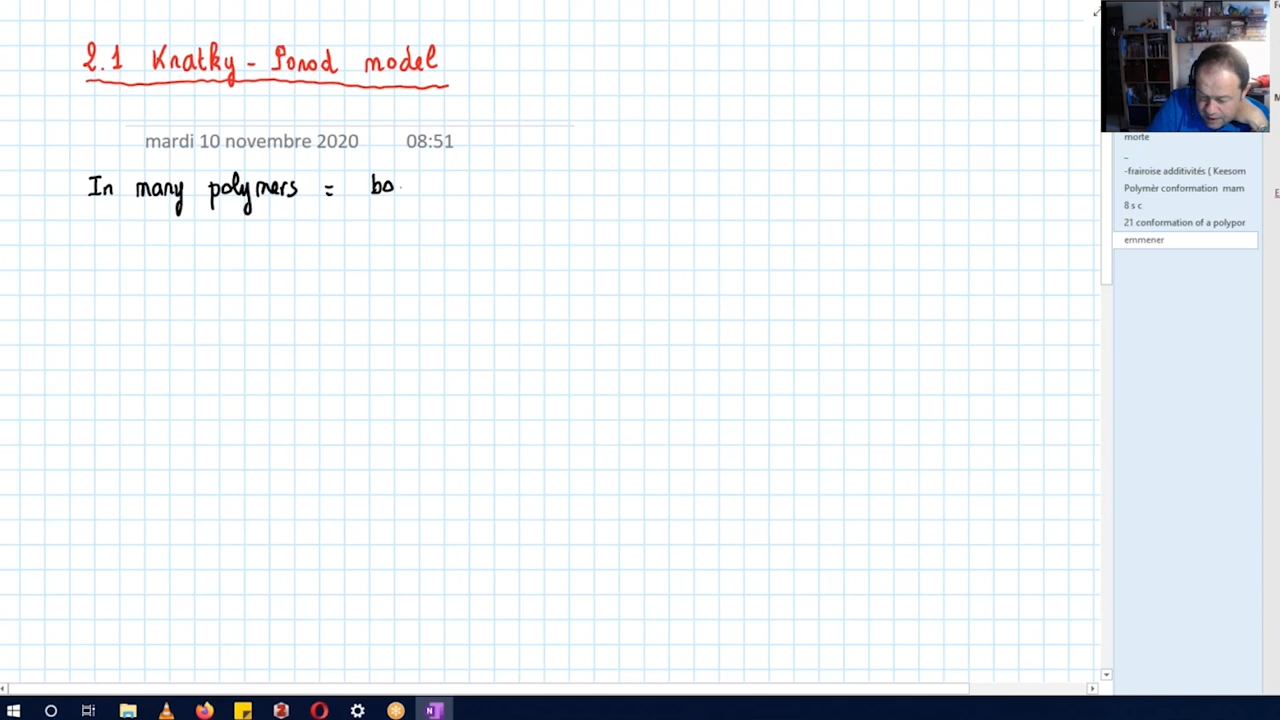 2.1 Kratky - Porod model
mardi 10 novembre 2020 08:51
In many polymers = bo
morte
_
-frairoise additivités ( Keesom
Polymèr conformation mam
8 s c
21 conformation of a polypor
emmener